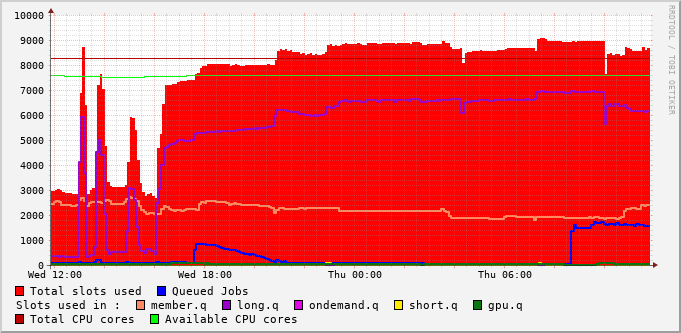 10000
9000
8000
7000
6000
5000
4000
3000
2000
1000
0
Wed 12:00 Wed 18:00 Thu 00:00 Thu 06:00
RRDTOOL / TOBI OETIKER
Total slots used Queued Jobs
Slots used in : member.q long.q ondemand.q short.q gpu.q
Total CPU cores Available CPU cores